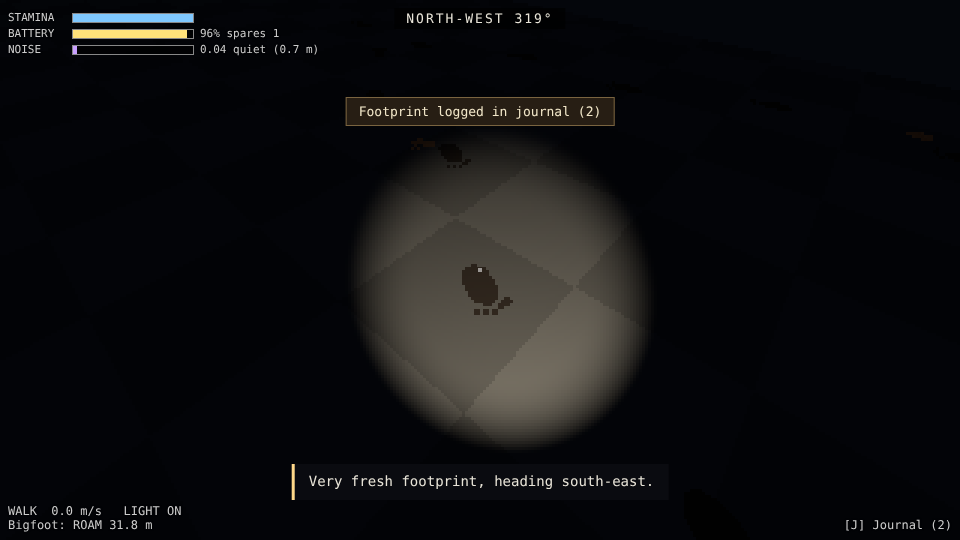 STAMINA
BATTERY 96% spares 1
NOISE 0.04 quiet (0.7 m)
NORTH-WEST 319°
Footprint logged in journal (2)
Very fresh footprint, heading south-east.
WALK 0.0 m/s LIGHT ON
Bigfoot: ROAM 31.8 m
[J] Journal (2)